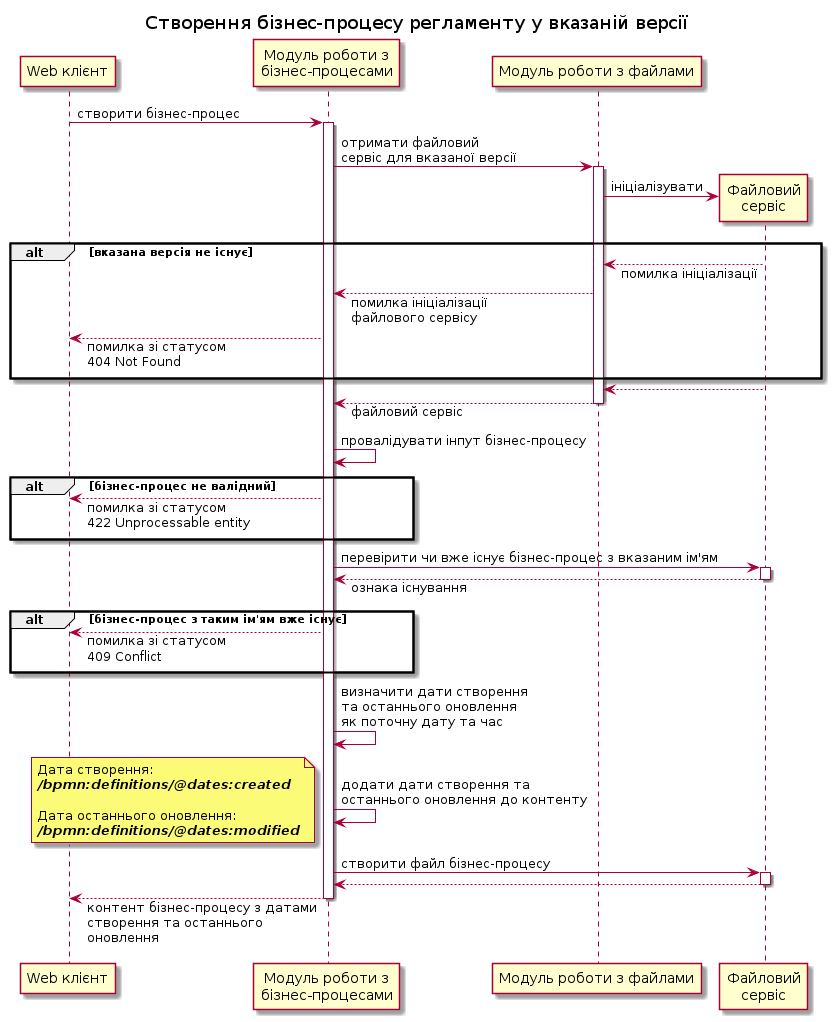 Створення бізнес-процесу регламенту у вказаній версії
Web клієнт
Модуль роботи з
бізнес-процесами
Модуль роботи з файлами
створити бізнес-процес
отримати файловий
сервіс для вказаної версії
ініціалізувати
Файловий
сервіс
alt
[вказана версія не існує]
помилка ініціалізації
помилка ініціалізації
файлового сервісу
помилка зі статусом
404 Not Found
файловий сервіс
провалідувати інпут бізнес-процесу
alt
[бізнес-процес не валідний]
помилка зі статусом
422 Unprocessable entity
перевірити чи вже існує бізнес-процес з вказаним ім'ям
ознака існування
alt
[бізнес-процес з таким ім'ям вже існує]
помилка зі статусом
409 Conflict
визначити дати створення
та останнього оновлення
як поточну дату та час
Дата створення:
/bpmn:definitions/@dates:created
Дата останнього оновлення:
/bpmn:definitions/@dates:modified
додати дати створення та
останнього оновлення до контенту
створити файл бізнес-процесу
контент бізнес-процесу з датами
створення та останнього
оновлення
Web клієнт
Модуль роботи з
бізнес-процесами
Модуль роботи з файлами
Файловий
сервіс